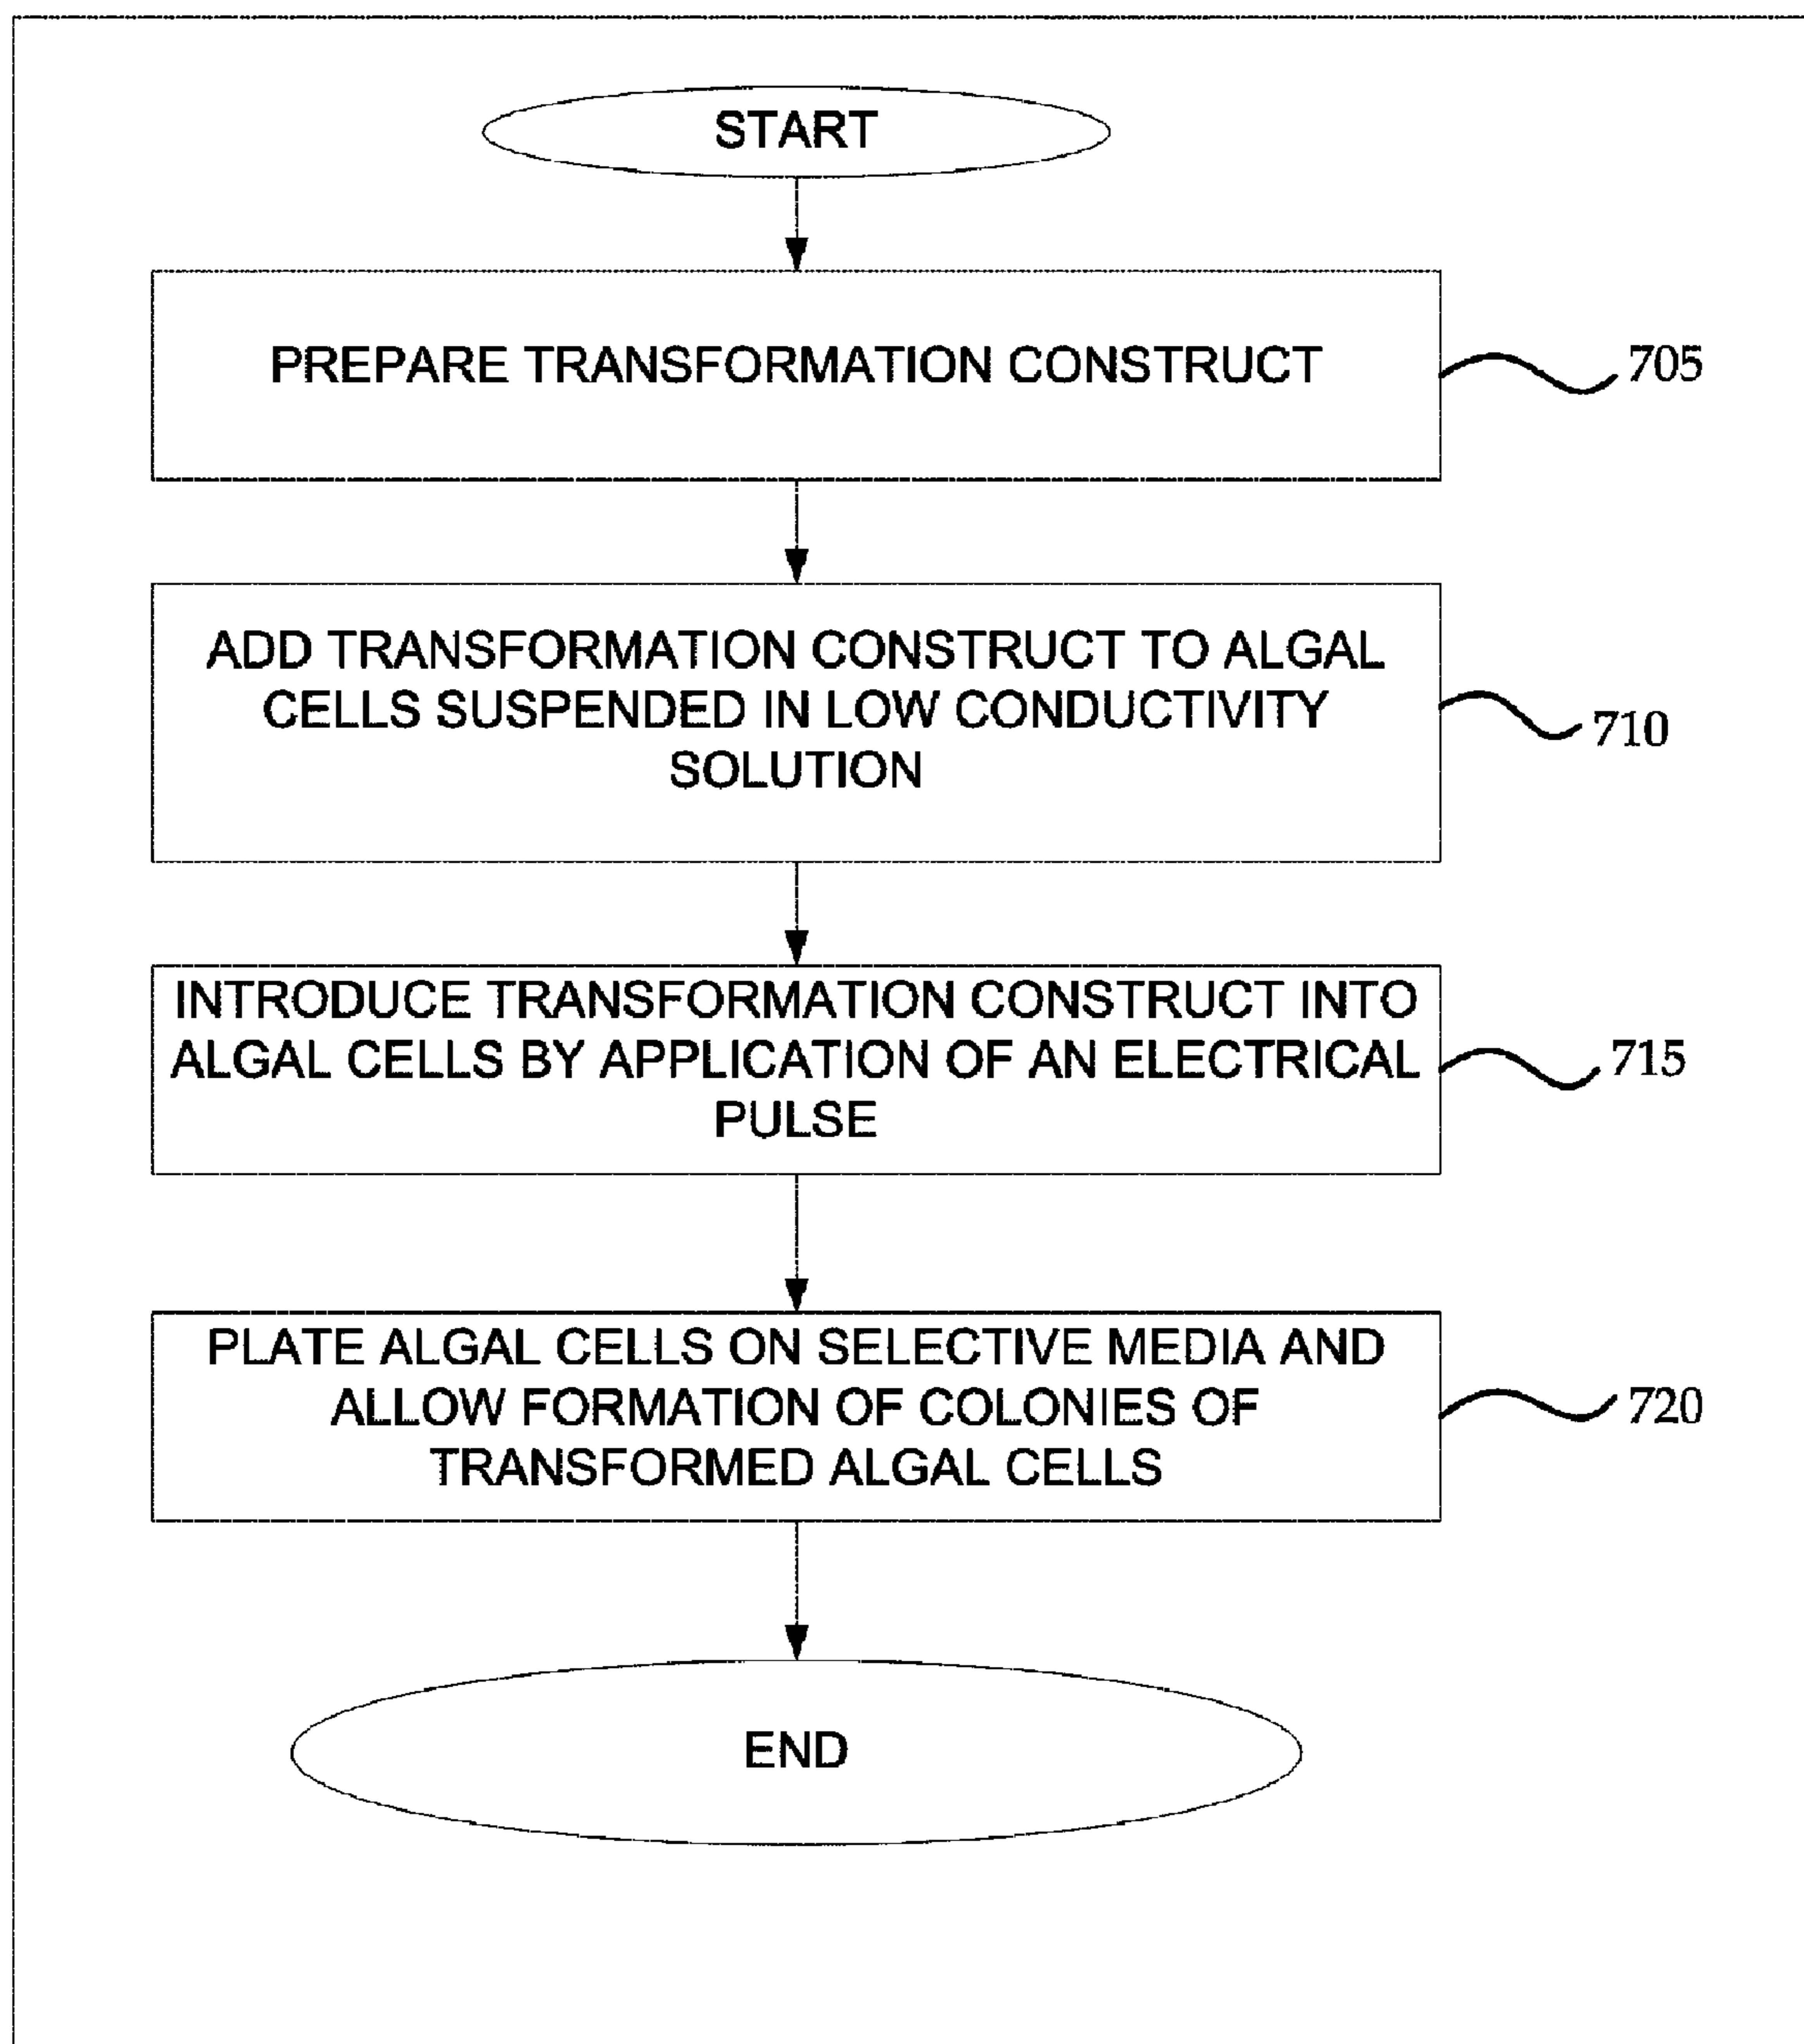 START
PREPARE TRANSFORMATION CONSTRUCT
705
ADD TRANSFORMATION CONSTRUCT TO ALGAL
CELLS SUSPENDED IN LOW CONDUCTIVITY
SOLUTION
710
INTRODUCE TRANSFORMATION CONSTRUCT INTO
ALGAL CELLS BY APPLICATION OF AN ELECTRICAL
PULSE
715
PLATE ALGAL CELLS ON SELECTIVE MEDIA AND
ALLOW FORMATION OF COLONIES OF
TRANSFORMED ALGAL CELLS
720
END